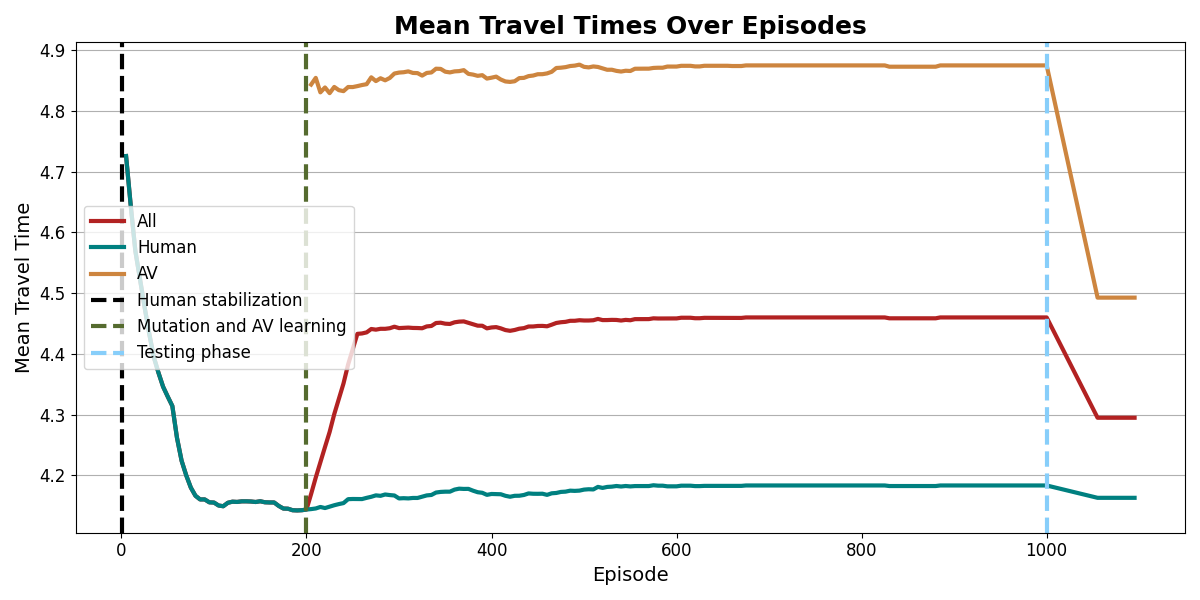 Mean Travel Times Over Episodes
Mean Travel Time
4.9
4.8
4.7
4.6
4.5
4.4
4.3
4.2
All
Human
AV
Human stabilization
Mutation and AV learning
Testing phase
0
200
400
600
800
1000
Episode